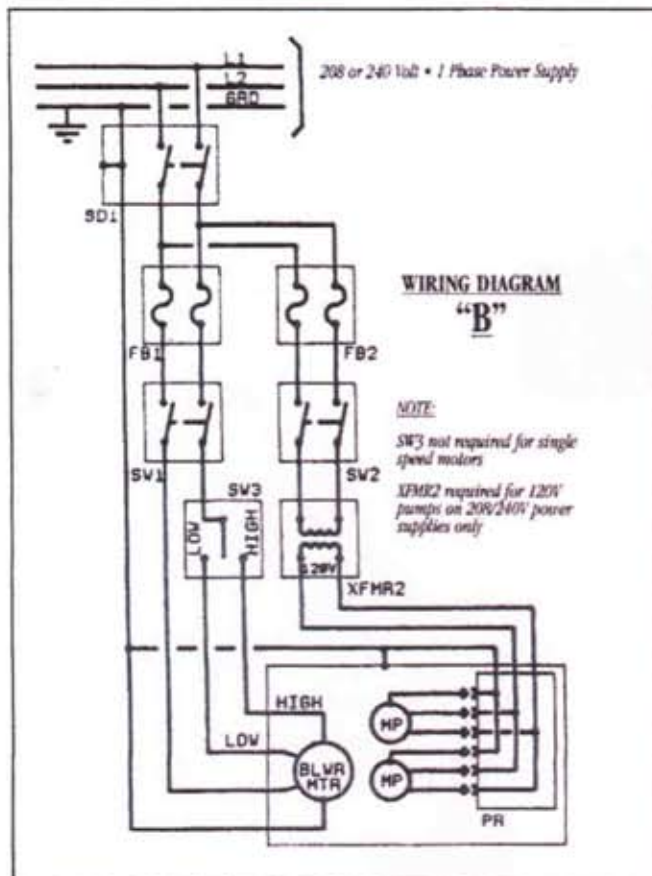 L1
208 or 240 Volt • 1 Phase Power Supply
L2
GRD
SD1
WIRING DIAGRAM
“B”
FB1
FB2
NOTE:
SW3 not required for single
speed motors
SW1
SW2
SW3
XFMR2 required for 120V
pumps on 208/240V power
supplies only
LOW
HIGH
120V
XFMR2
HIGH
MP
LOW
BLWR
MTR
MP
PR